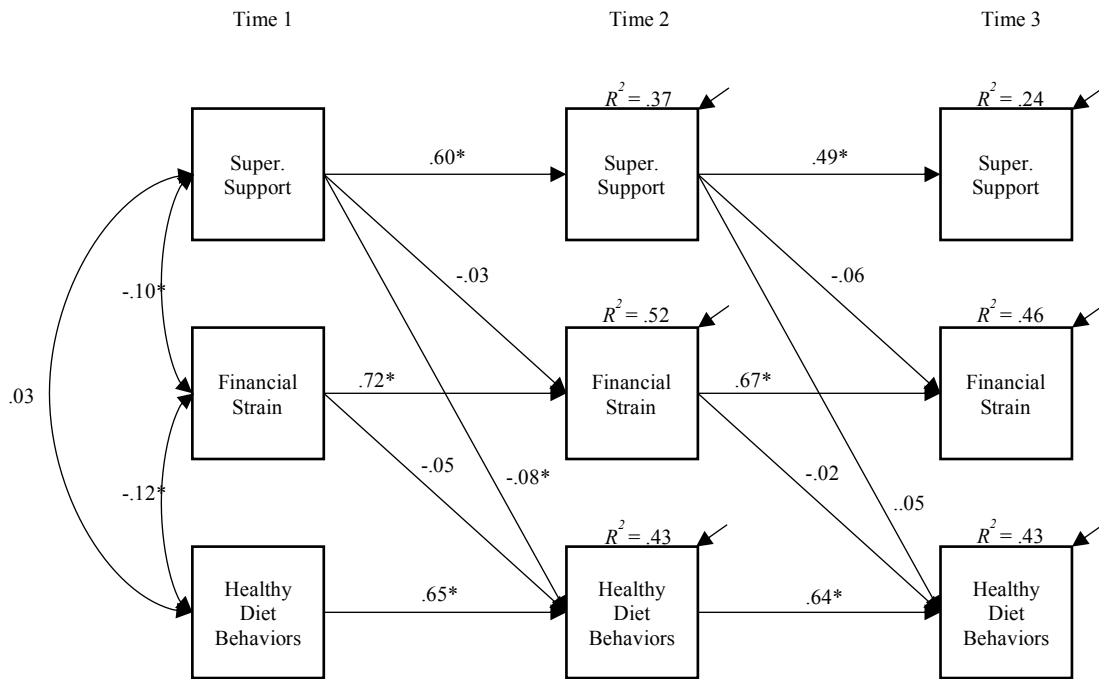 Time 1
Time 2
Time 3
R² = .37
R² = .24
Super.
Support
.60*
Super.
Support
.49*
Super.
Support
-.10*
-.03
-.06
R² = .52
R² = .46
.03
Financial
Strain
.72*
Financial
Strain
.67*
Financial
Strain
-.12*
-.05
-.08*
-.02
..05
R² = .43
R² = .43
Healthy
Diet
Behaviors
.65*
Healthy
Diet
Behaviors
.64*
Healthy
Diet
Behaviors